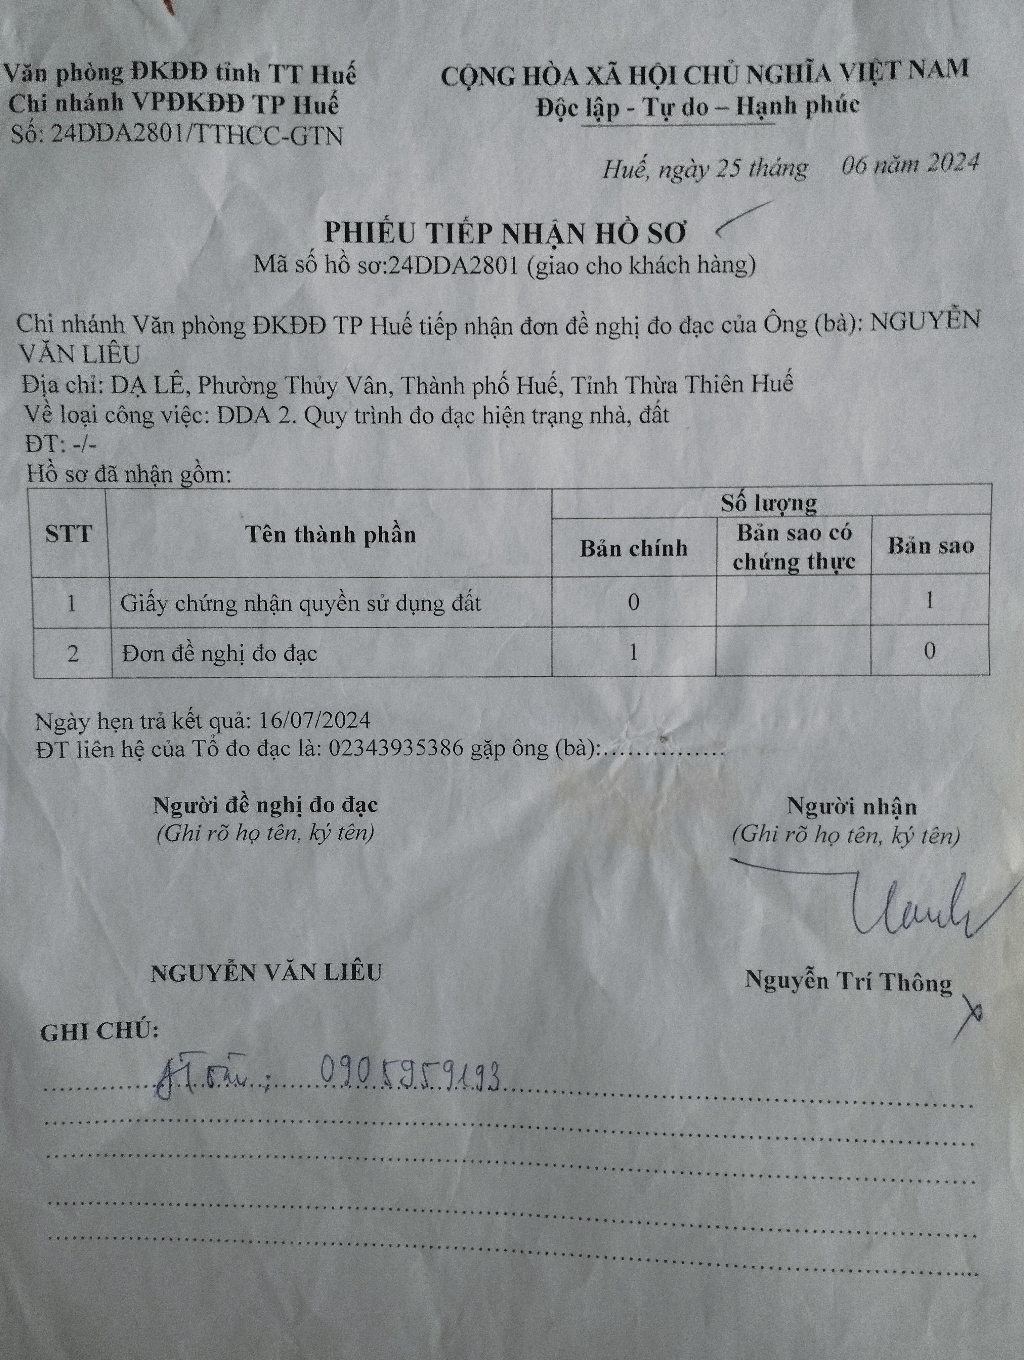 Văn phòng ĐKĐĐ tỉnh TT Huế
Chi nhánh VPĐKĐĐ TP Huế
Số: 24DDA2801/TTHCC-GTN
CỘNG HÒA XÃ HỘI CHỦ NGHĨA VIỆT NAM
Độc lập - Tự do – Hạnh phúc
Huế, ngày 25 tháng 06 năm 2024
PHIẾU TIẾP NHẬN HỒ SƠ
Mã số hồ sơ:24DDA2801 (giao cho khách hàng)
Chi nhánh Văn phòng ĐKĐĐ TP Huế tiếp nhận đơn đề nghị đo đạc của Ông (bà): NGUYỄN
VĂN LIÊU
Địa chỉ: DẠ LÊ, Phường Thủy Vân, Thành phố Huế, Tỉnh Thừa Thiên Huế
Về loại công việc: DDA 2. Quy trình đo đạc hiện trạng nhà, đất
ĐT: -/-
Hồ sơ đã nhận gồm:
STT Tên thành phần Số lượng
Bản chính Bản sao có chứng thực Bản sao
1 Giấy chứng nhận quyền sử dụng đất 0 1
2 Đơn đề nghị đo đạc 1 0
Ngày hẹn trả kết quả: 16/07/2024
ĐT liên hệ của Tổ đo đạc là: 02343935386 gặp ông (bà):...............
Người đề nghị đo đạc
(Ghi rõ họ tên, ký tên)
Người nhận
(Ghi rõ họ tên, ký tên)
NGUYỄN VĂN LIÊU
Nguyễn Trí Thông
GHI CHÚ:
0905959193